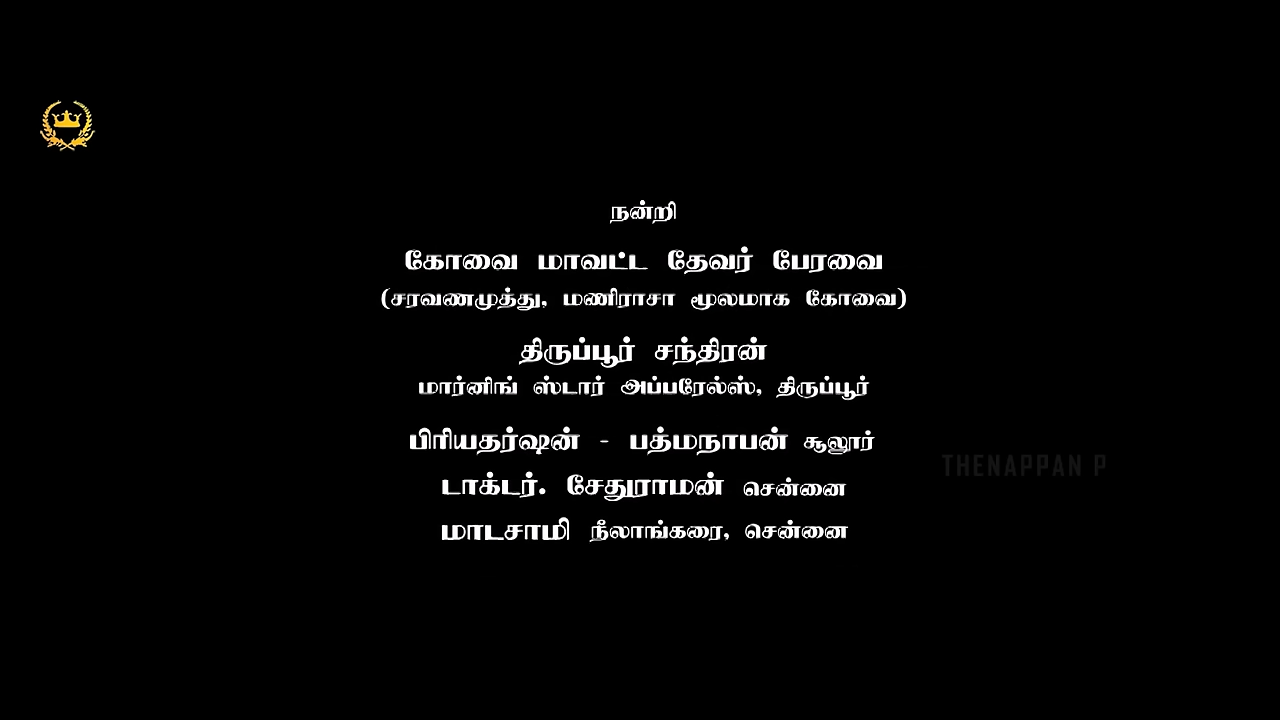 நன்றி
கோவை மாவட்ட தேவர் பேரவை
(சரவணமுத்து, மணிராசா மூலமாக கோவை)
திருப்பூர் சந்திரன்
மார்னிங் ஸ்டார் அப்பரேல்ஸ், திருப்பூர்
பிரியதர்ஷன் - பத்மநாபன் சூலூர்
THENAPPAN P
டாக்டர். சேதுராமன் சென்னை
மாடசாமி நீலாங்கரை, சென்னை